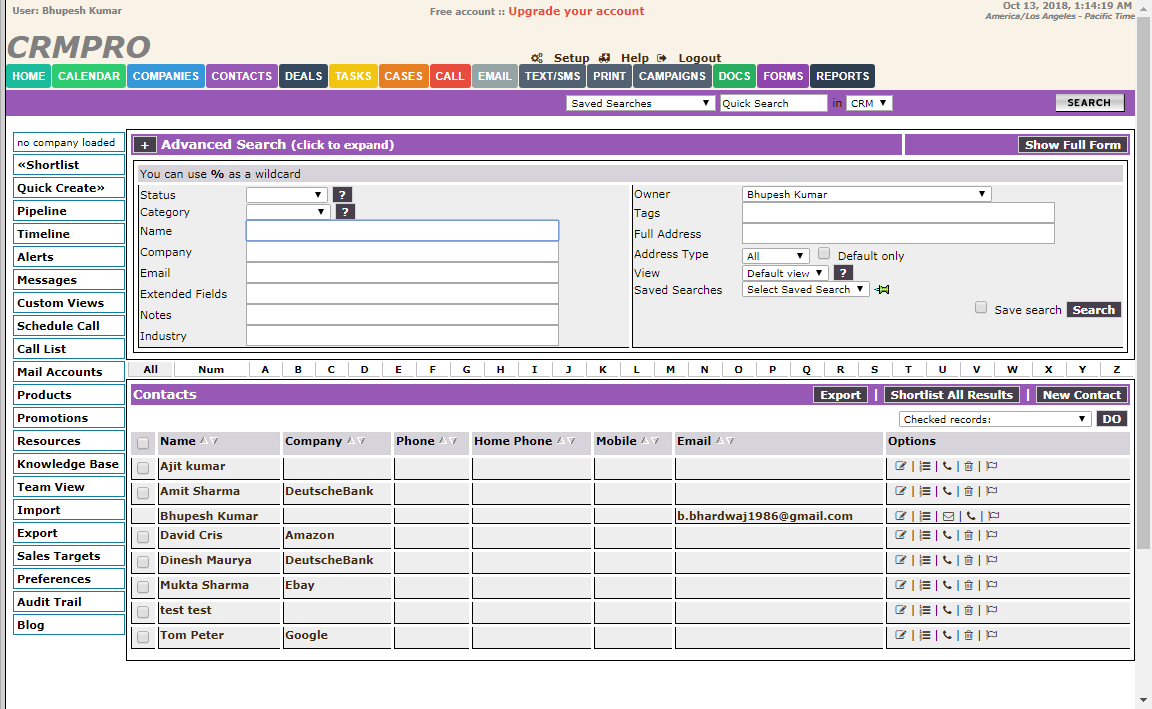 User: Bhupesh Kumar
Free account :: Upgrade your account
Oct 13, 2018, 1:14:19 AM
America/Los Angeles - Pacific Time
CRMPRO
Setup Help Logout
HOME CALENDAR COMPANIES CONTACTS DEALS TASKS CASES CALL EMAIL TEXT/SMS PRINT CAMPAIGNS DOCS FORMS REPORTS
Saved Searches Quick Search in CRM SEARCH
no company loaded
«Shortlist
Quick Create»
Pipeline
Timeline
Alerts
Messages
Custom Views
Schedule Call
Call List
Mail Accounts
Products
Promotions
Resources
Knowledge Base
Team View
Import
Export
Sales Targets
Preferences
Audit Trail
Blog
+ Advanced Search (click to expand) Show Full Form
You can use % as a wildcard
Status ?
Category ?
Name
Company
Email
Extended Fields
Notes
Industry
Owner Bhupesh Kumar
Tags
Full Address
Address Type All Default only
View Default view ?
Saved Searches Select Saved Search
Save search Search
All Num A B C D E F G H I J K L M N O P Q R S T U V W X Y Z
Contacts Export | Shortlist All Results | New Contact
Checked records: DO
Name Company Phone Home Phone Mobile Email Options
Ajit kumar | | | |
Amit Sharma DeutscheBank | | | |
Bhupesh Kumar b.bhardwaj1986@gmail.com | | | |
David Cris Amazon | | | |
Dinesh Maurya DeutscheBank | | | |
Mukta Sharma Ebay | | | |
test test | | | |
Tom Peter Google | | | |